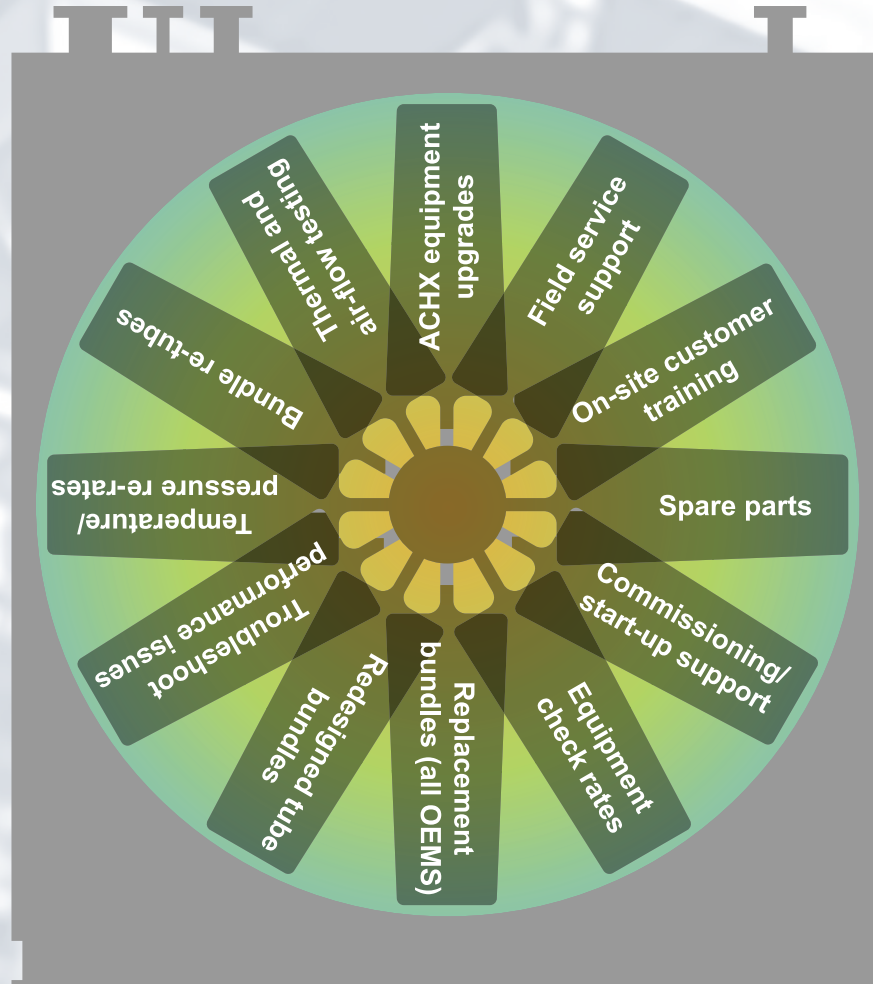 ACHX equipment
upgrades
Field service
support
On-site customer
training
Spare parts
Commissioning/
start-up support
Equipment
check rates
Replacement
bundles (all OEMS)
Redesigned tube
bundles
Troubleshoot
performance issues
Temperature/
pressure re-rates
Bundle re-tubes
Thermal and
air-flow testing